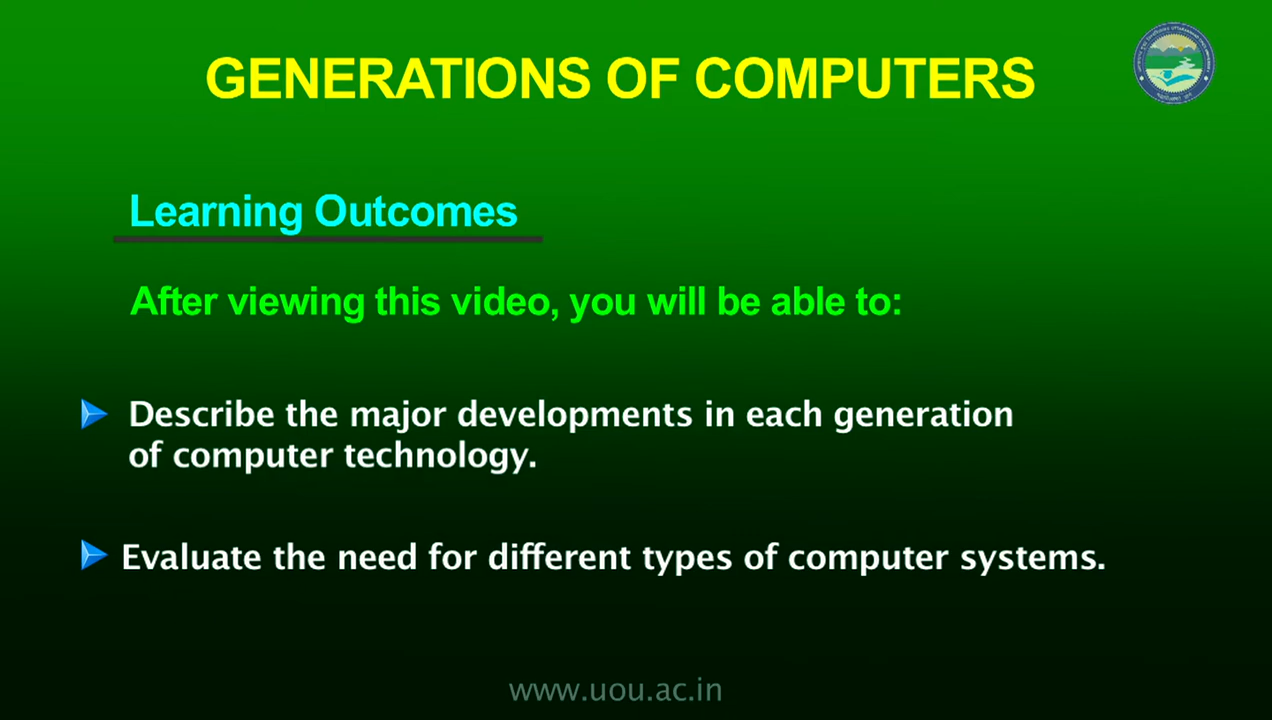 GENERATIONS OF COMPUTERS
Learning Outcomes
After viewing this video, you will be able to:
Describe the major developments in each generation
of computer technology.
Evaluate the need for different types of computer systems.
www.uou.ac.in